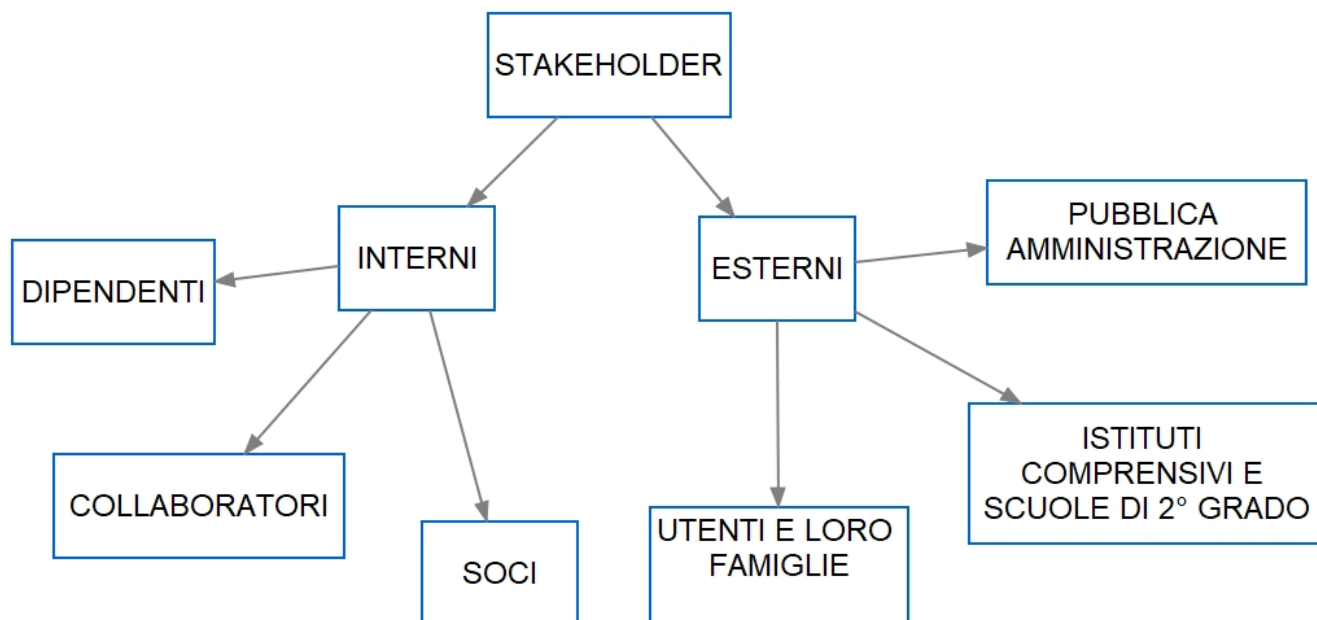 STAKEHOLDER
INTERNI
ESTERNI
PUBBLICA
AMMINISTRAZIONE
DIPENDENTI
COLLABORATORI
SOCI
UTENTI E LORO
FAMIGLIE
ISTITUTI
COMPRENSIVI E
SCUOLE DI 2° GRADO